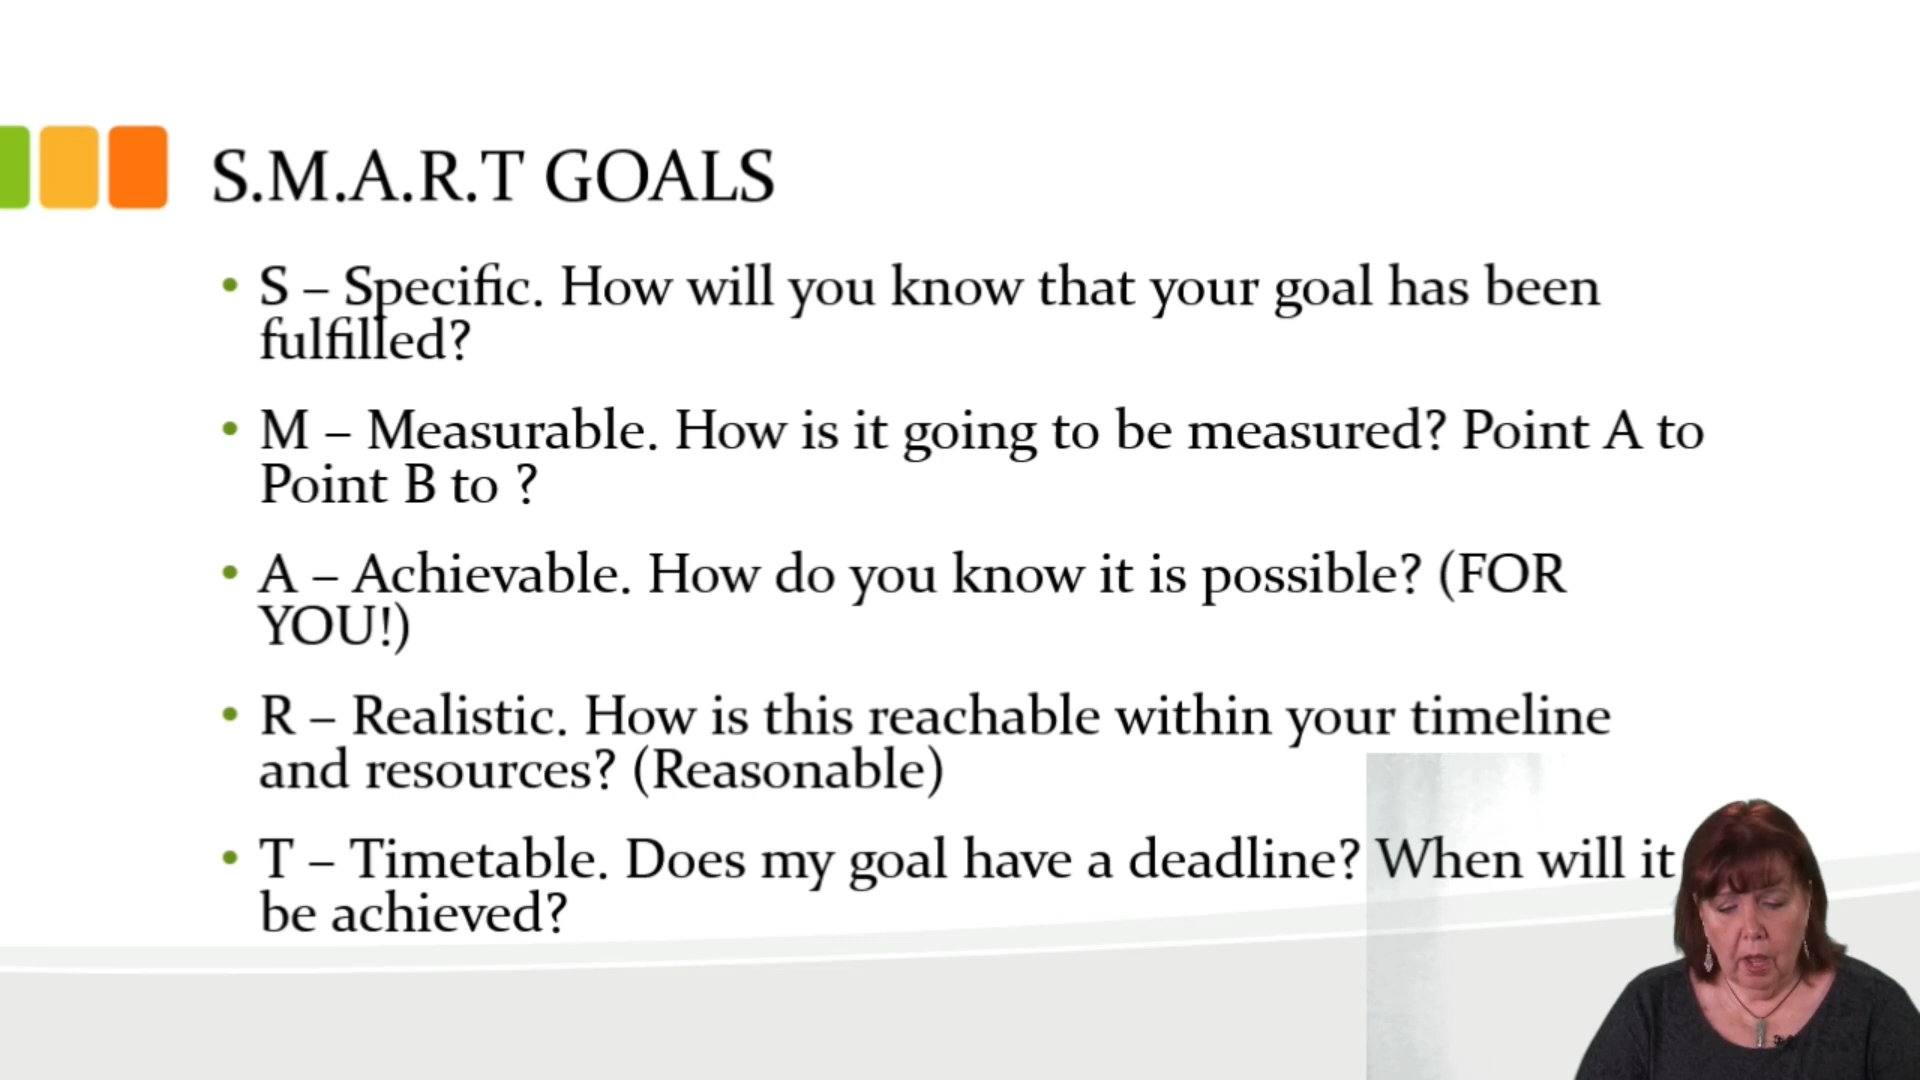 S.M.A.R.T GOALS
• S – Specific. How will you know that your goal has been
fulfilled?
• M – Measurable. How is it going to be measured? Point A to
Point B to ?
• A – Achievable. How do you know it is possible? (FOR
YOU!)
• R – Realistic. How is this reachable within your timeline
and resources? (Reasonable)
• T – Timetable. Does my goal have a deadline? When will it
be achieved?